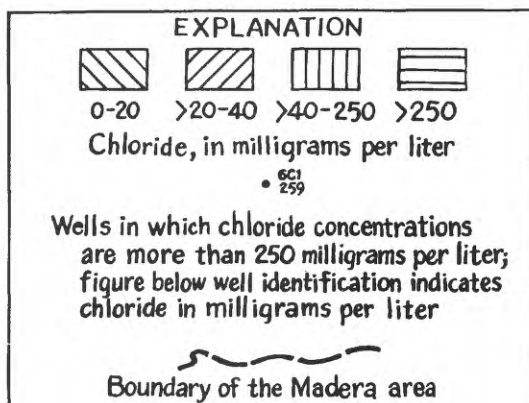 EXPLANATION
0-20 >20-40 >40-250 >250
Chloride, in milligrams per liter
6C1
259
Wells in which chloride concentrations
are more than 250 milligrams per liter;
figure below well identification indicates
chloride in milligrams per liter
Boundary of the Madera area